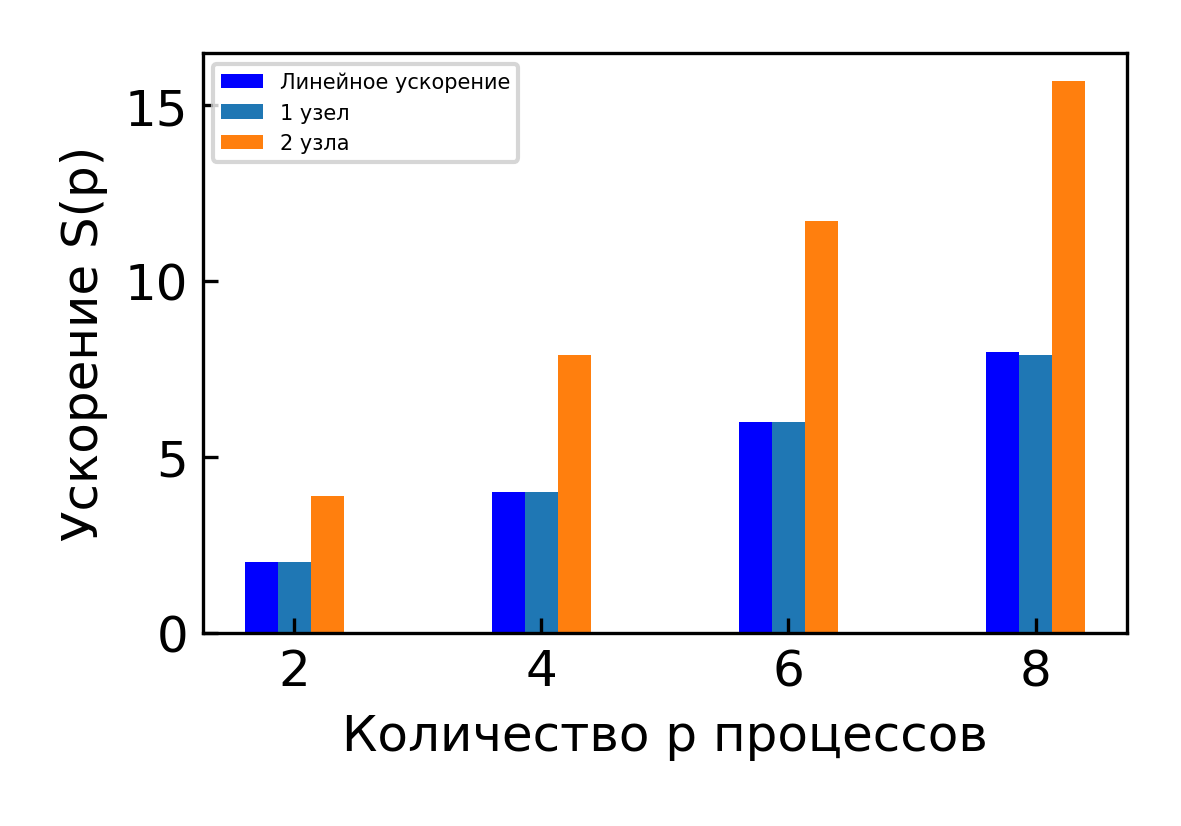 Линейное ускорение
1 узел
2 узла
15
10
5
0
Ускорение S(p)
2 4 6 8
Количество p процессов